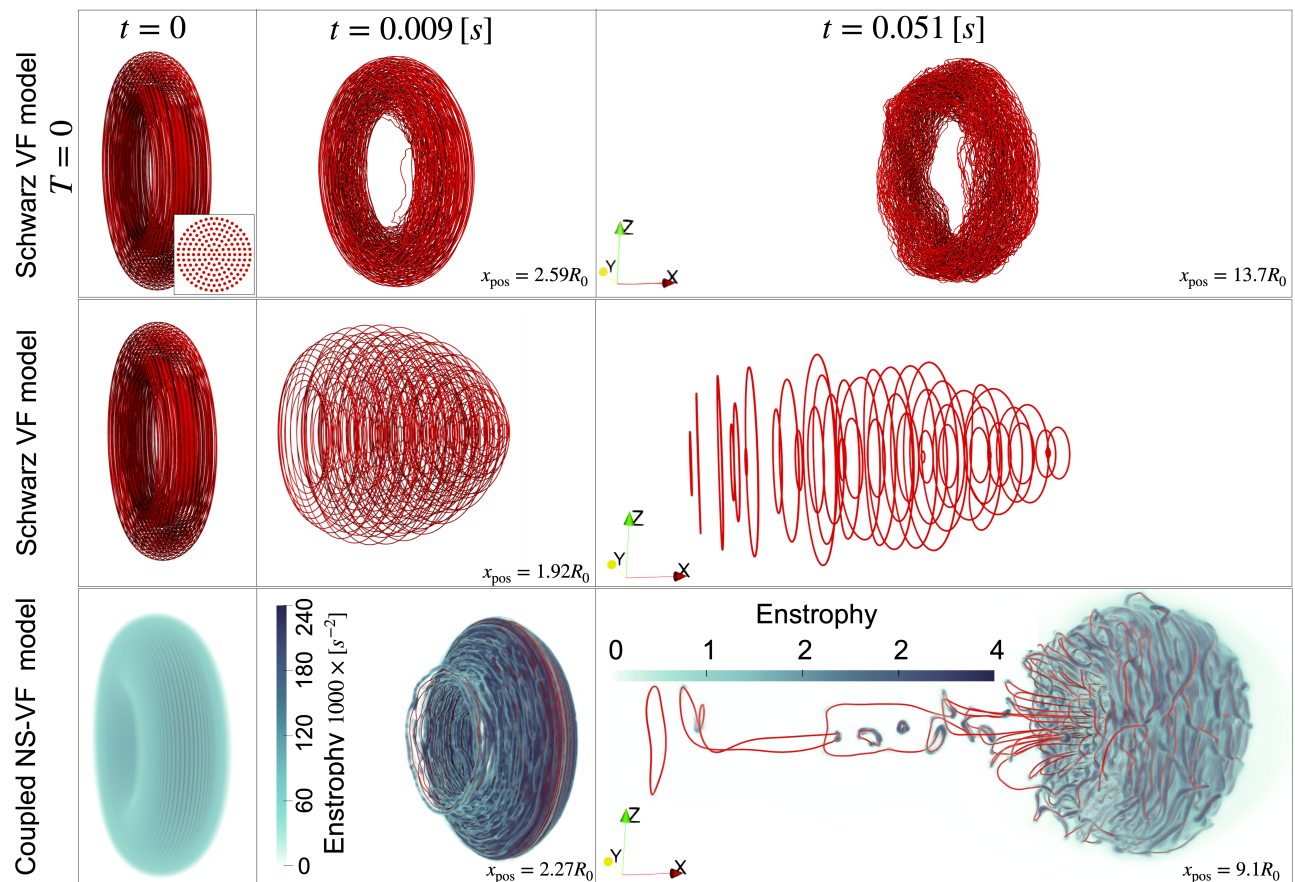 t = 0
t = 0.009 [s]
t = 0.051 [s]
Schwarz VF model
T = 0
x_pos = 2.59R_0
Z
Y
X
x_pos = 13.7R_0
Schwarz VF model
x_pos = 1.92R_0
Z
Y
X
Coupled NS-VF model
0 60 120 180 240
Enstrophy 1000×[s^−2]
x_pos = 2.27R_0
Enstrophy
0 1 2 2 4
Z
Y
X
x_pos = 9.1R_0